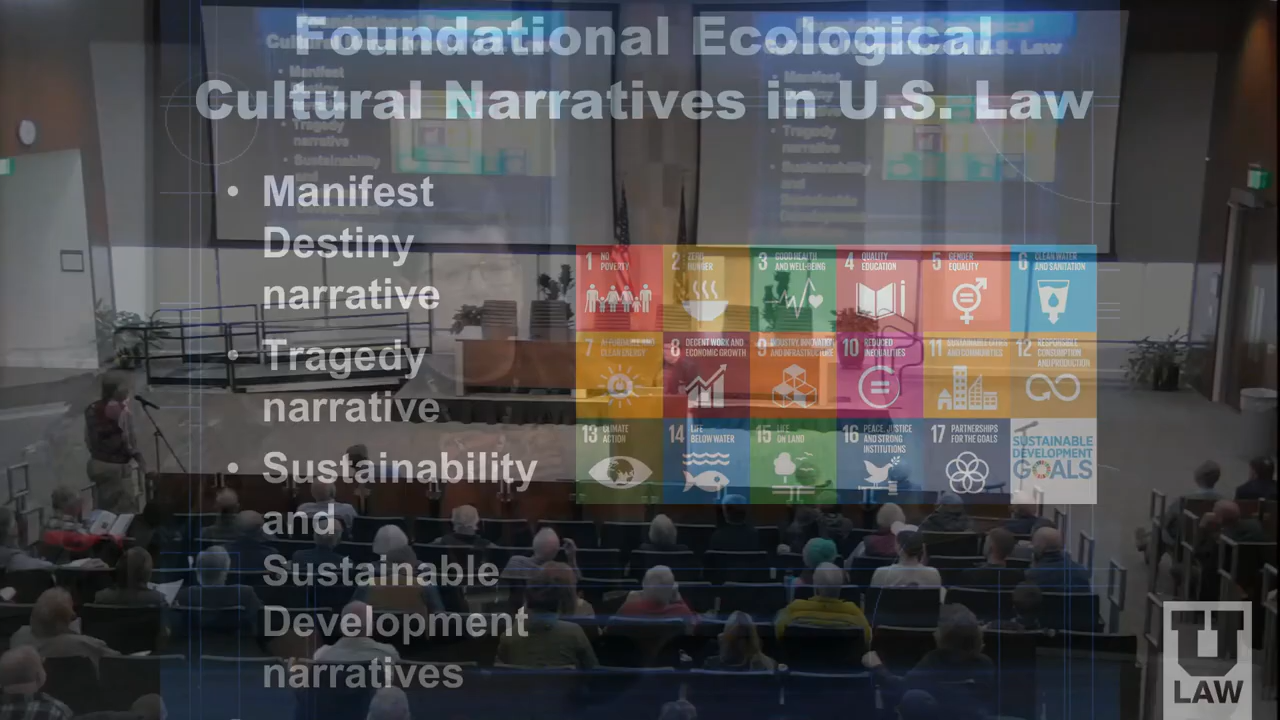 Foundational Ecological
Cultural Narratives in U.S. Law
• Manifest
Destiny
narrative
• Tragedy
narrative
• Sustainability
and
Sustainable
Development
narratives
1 NO
POVERTY
2 ZERO
HUNGER
3 GOOD HEALTH
AND WELL-BEING
4 QUALITY
EDUCATION
5 GENDER
EQUALITY
6 CLEAN WATER
AND SANITATION
7
CLEAN ENERGY
8 DECENT WORK AND
ECONOMIC GROWTH
9 INDUSTRY, INNOVATION
AND INFRASTRUCTURE
10 REDUCED
INEQUALITIES
11 SUSTAINABLE CITIES
AND COMMUNITIES
12 RESPONSIBLE
CONSUMPTION
AND PRODUCTION
13 CLIMATE
ACTION
14 LIFE
BELOW WATER
15 LIFE
ON LAND
16 PEACE, JUSTICE
AND STRONG
INSTITUTIONS
17 PARTNERSHIPS
FOR THE GOALS
SUSTAINABLE
DEVELOPMENT
GOALS
Manifest
Tragedy
narrative
Sustainability
and
U
LAW